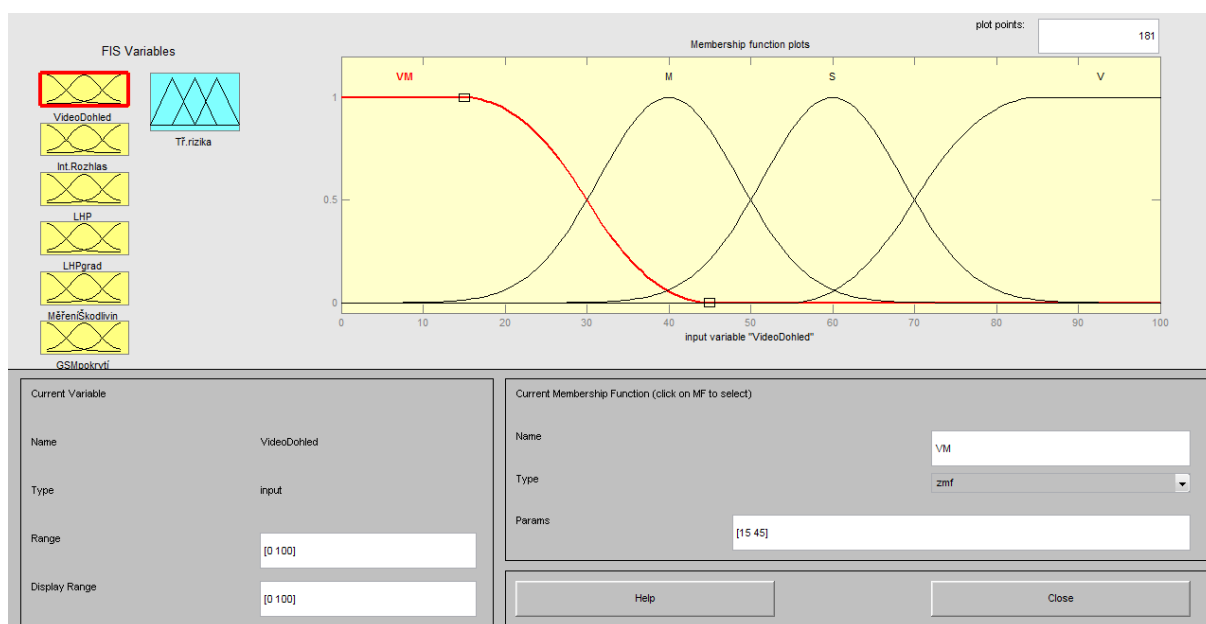 FIS Variables
VideoDohled
Int.Rozhlas
LHP
LHPgrad
MěřeníŠkodlivin
GSMpokrytí
Tř.rizika
plot points:
181
Membership function plots
VM
M
S
V
1
0.5
0
0 10 20 30 40 50 60 70 80 90 100
input variable "VideoDohled"
Current Variable
Name VideoDohled
Type input
Range [0 100]
Display Range [0 100]
Current Membership Function (click on MF to select)
Name VM
Type zmf
Params [15 45]
Help
Close